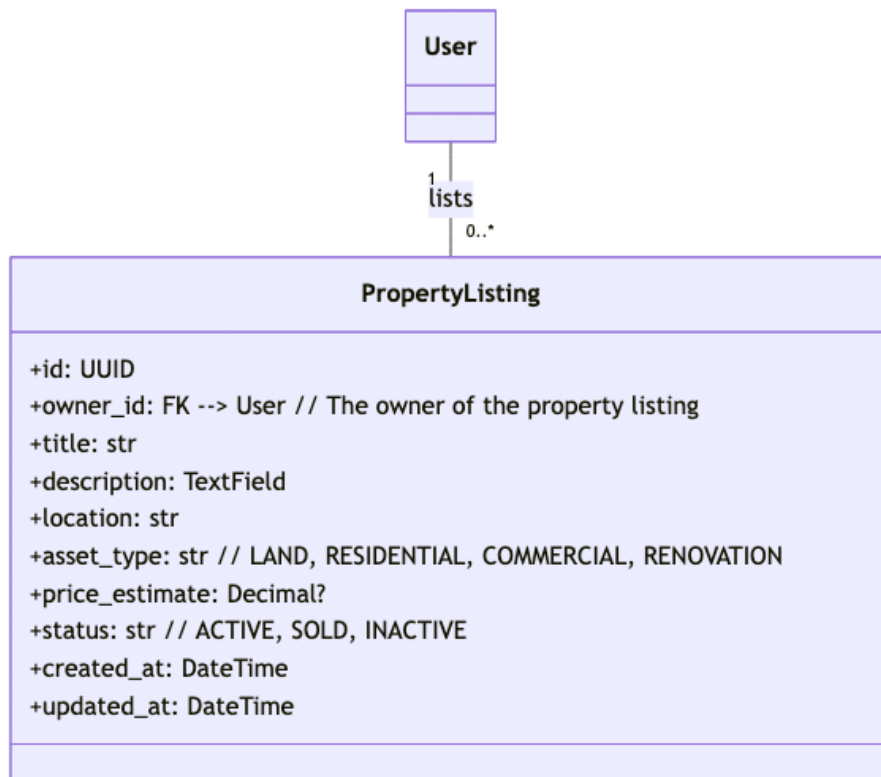 User
1
lists
0..*
PropertyListing
+id: UUID
+owner_id: FK --> User // The owner of the property listing
+title: str
+description: TextField
+location: str
+asset_type: str // LAND, RESIDENTIAL, COMMERCIAL, RENOVATION
+price_estimate: Decimal?
+status: str // ACTIVE, SOLD, INACTIVE
+created_at: DateTime
+updated_at: DateTime